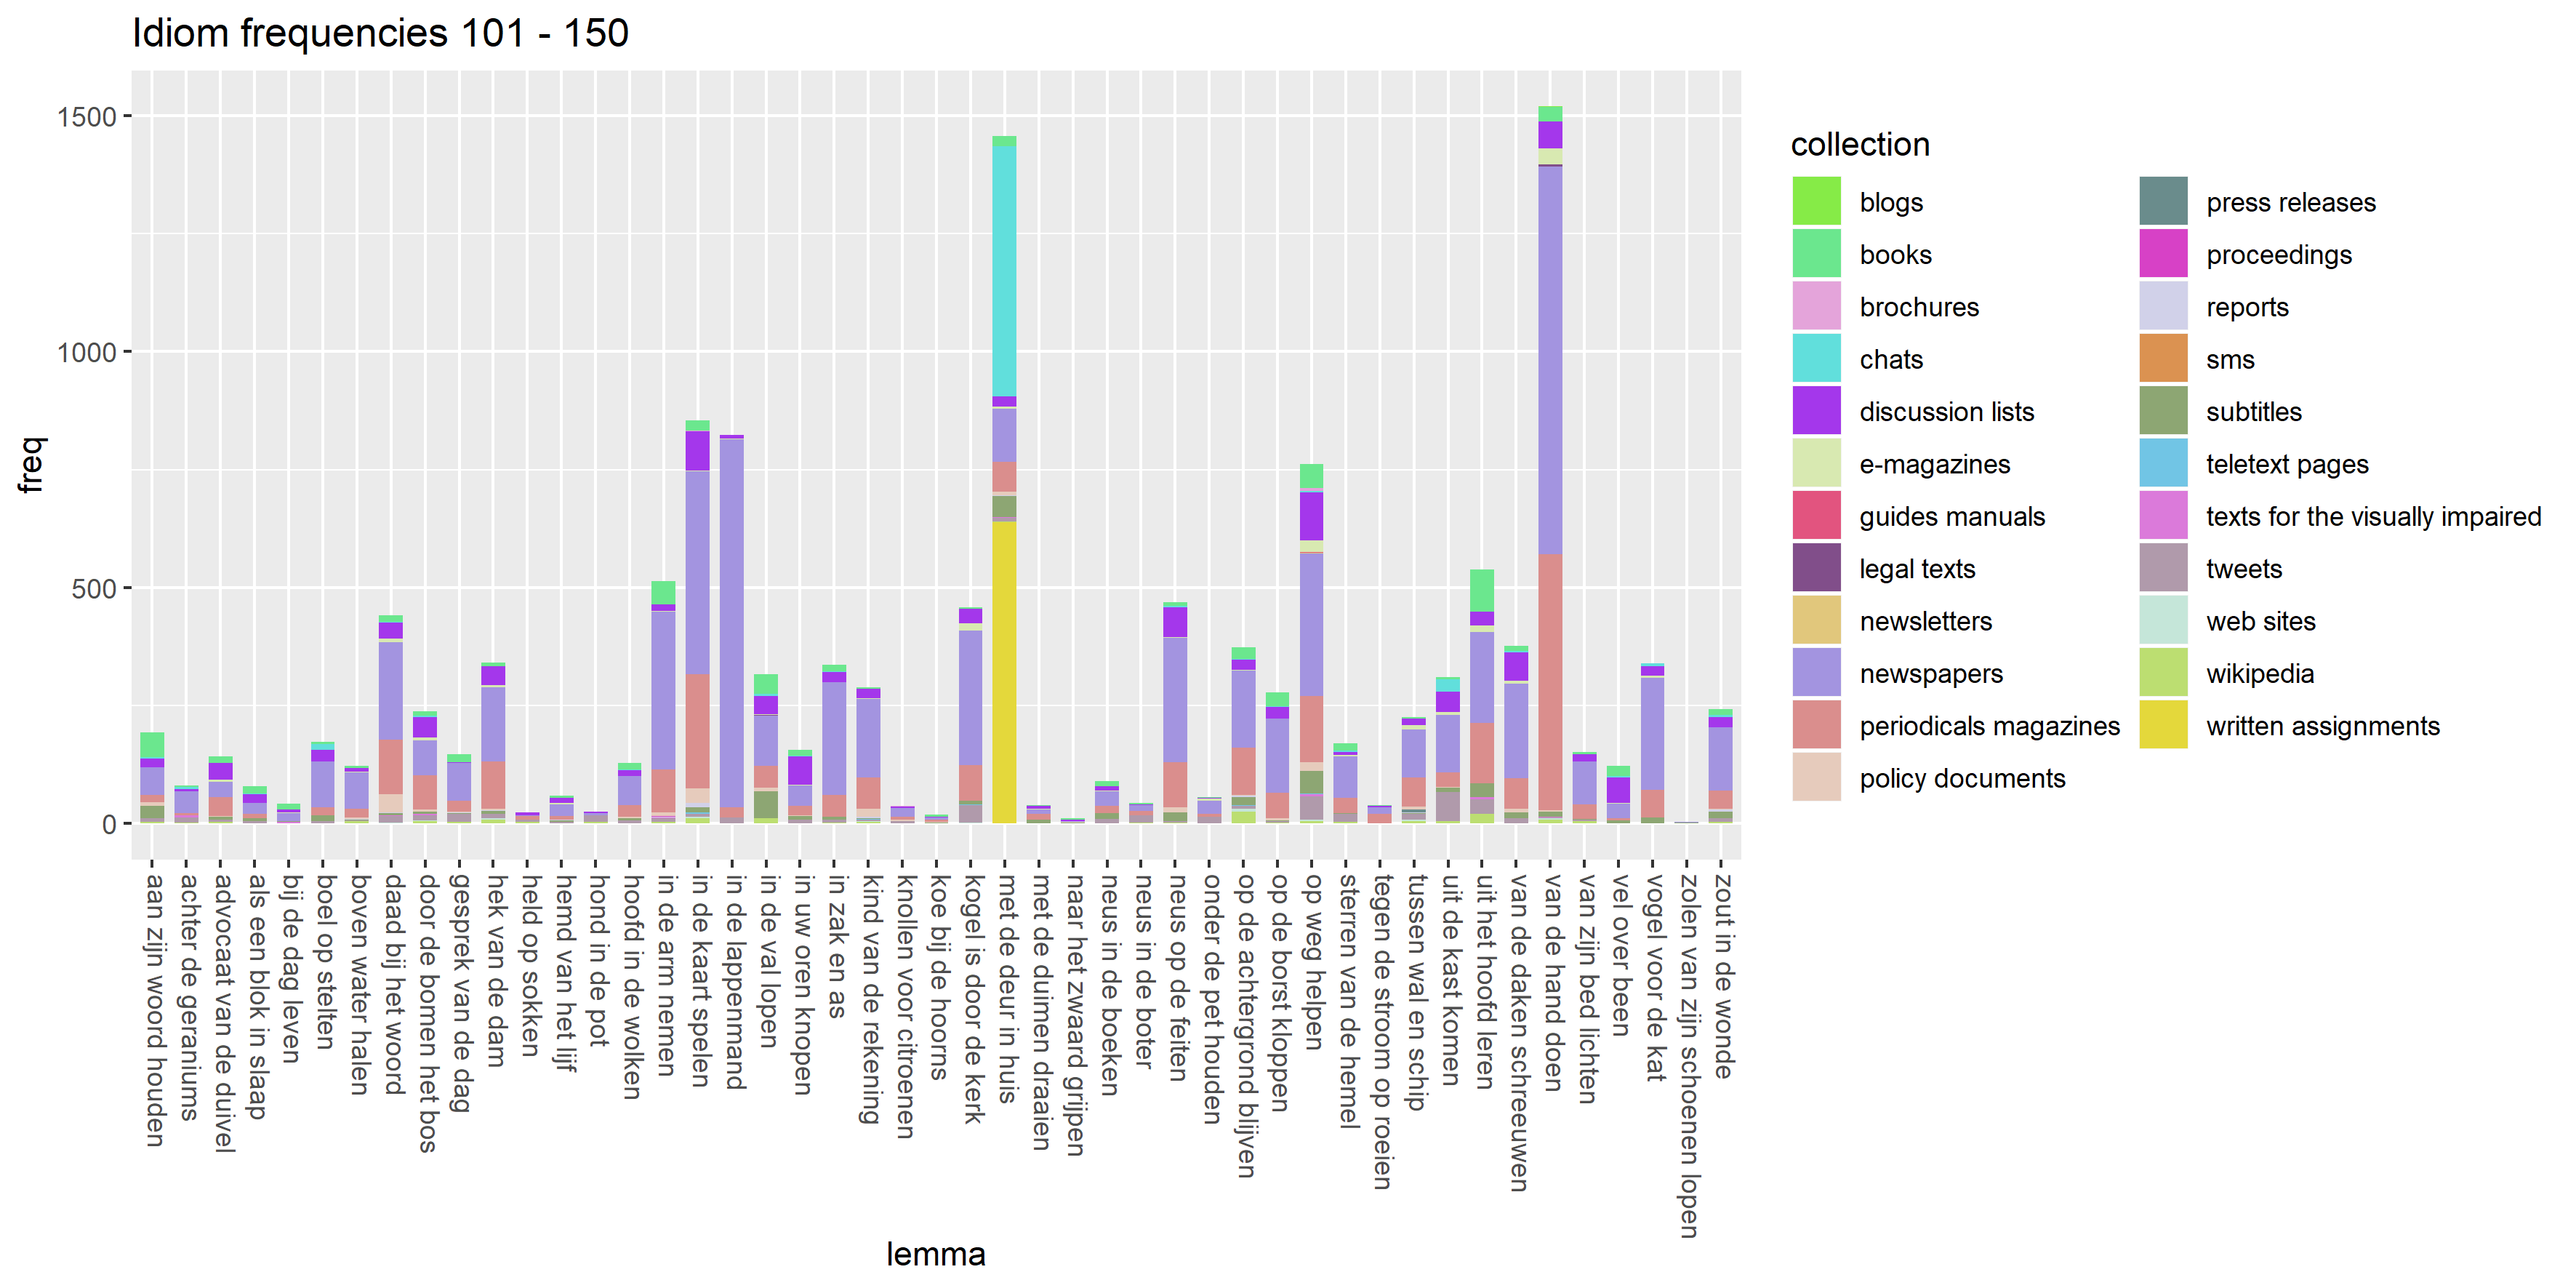 Idiom frequencies 101 - 150
freq
1500
1000
500
0
aan zijn woord houden
achter de geraniums
advocaat van de duivel
als een blok in slaap
bij de dag leven
boel op stelten
boven water halen
daad bij het woord
door de bomen het bos
gesprek van de dag
hek van de dam
held op sokken
hemd van het lijf
hond in de pot
hoofd in de wolken
in de arm nemen
in de kaart spelen
in de lappenmand
in de val lopen
in uw oren knopen
in zak en as
kind van de rekening
knollen voor citroenen
koe bij de hoorns
kogel is door de kerk
met de deur in huis
met de duimen draaien
naar het zwaard grijpen
neus in de boeken
neus in de boter
neus op de feiten
onder de pet houden
op de achtergrond blijven
op de borst kloppen
op weg helpen
sterren van de hemel
tegen de stroom op roeien
tussen wal en schip
uit de kast komen
uit het hoofd leren
van de daken schreeuwen
van de hand doen
van zijn bed lichten
vel over been
vogel voor de kat
zolen van zijn schoenen lopen
zout in de wonde
lemma
collection
blogs
books
brochures
chats
discussion lists
e-magazines
guides manuals
legal texts
newsletters
newspapers
periodicals magazines
policy documents
press releases
proceedings
reports
sms
subtitles
teletext pages
texts for the visually impaired
tweets
web sites
wikipedia
written assignments